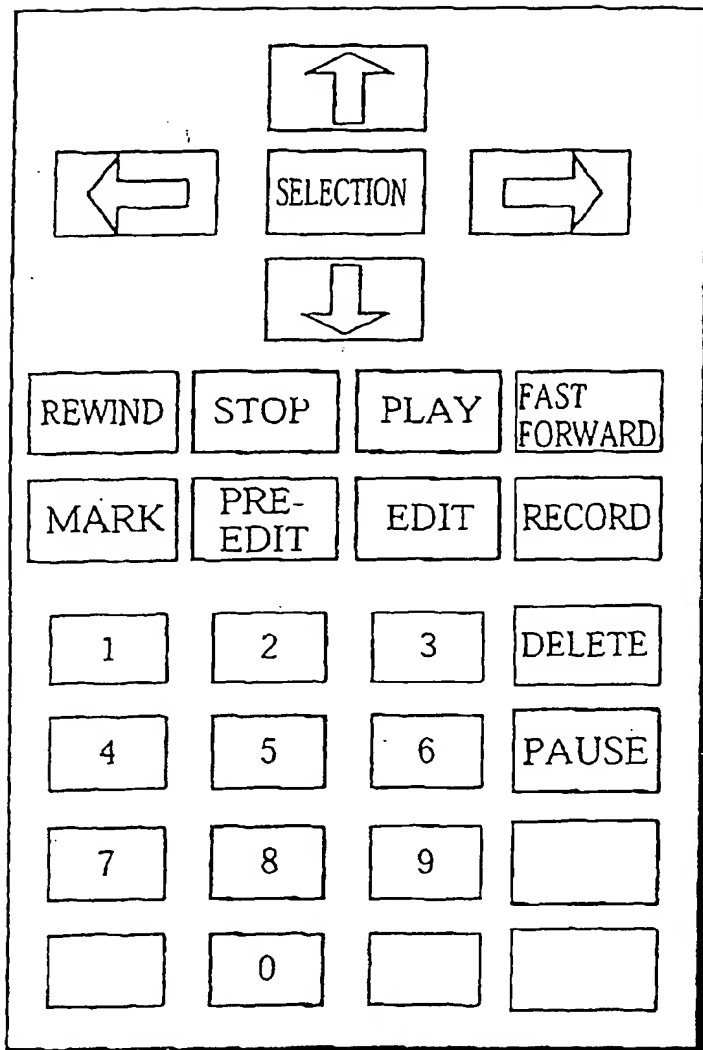 SELECTION
REWIND
STOP
PLAY
FAST
FORWARD
MARK
PRE-
EDIT
EDIT
RECORD
1
2
3
DELETE
4
5
6
PAUSE
7
8
9
0